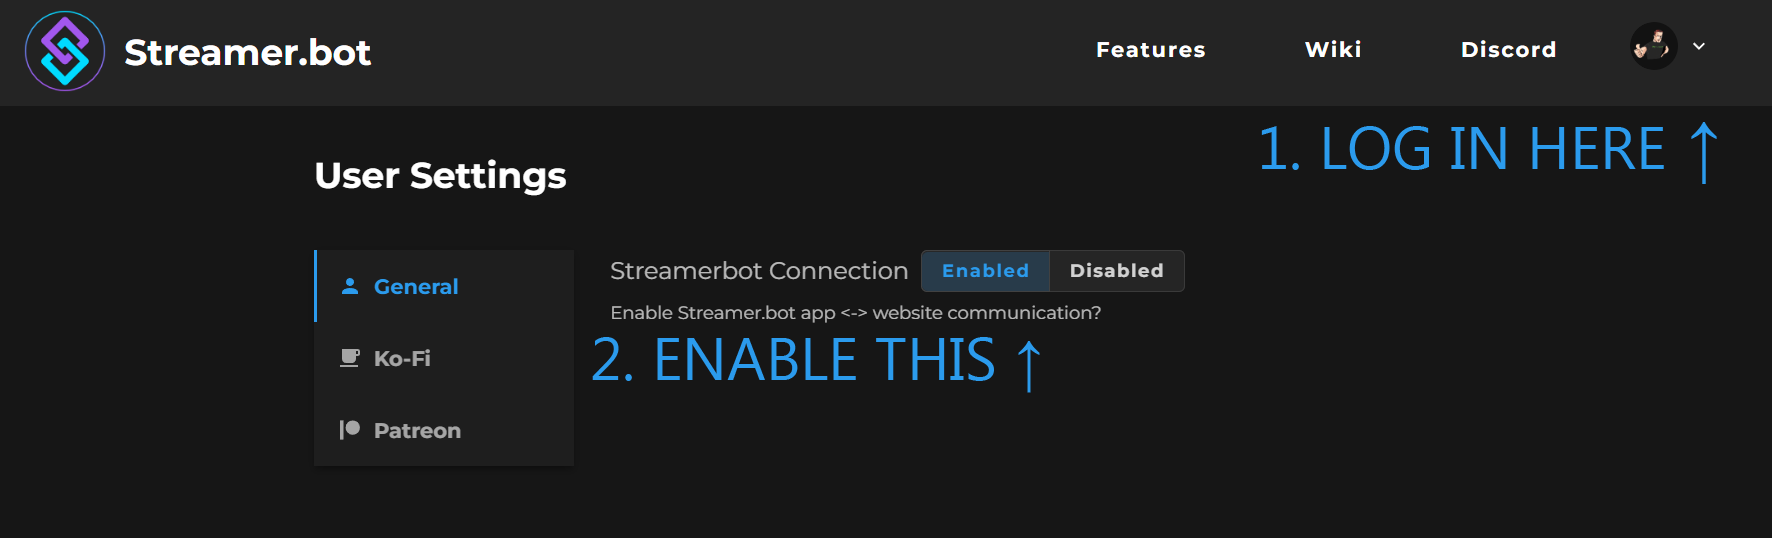 Streamer.bot
Features
Wiki
Discord
1. LOG IN HERE ↑
User Settings
General
Ko-Fi
Patreon
Streamerbot Connection
Enabled
Disabled
Enable Streamer.bot app <-> website communication?
2. ENABLE THIS ↑